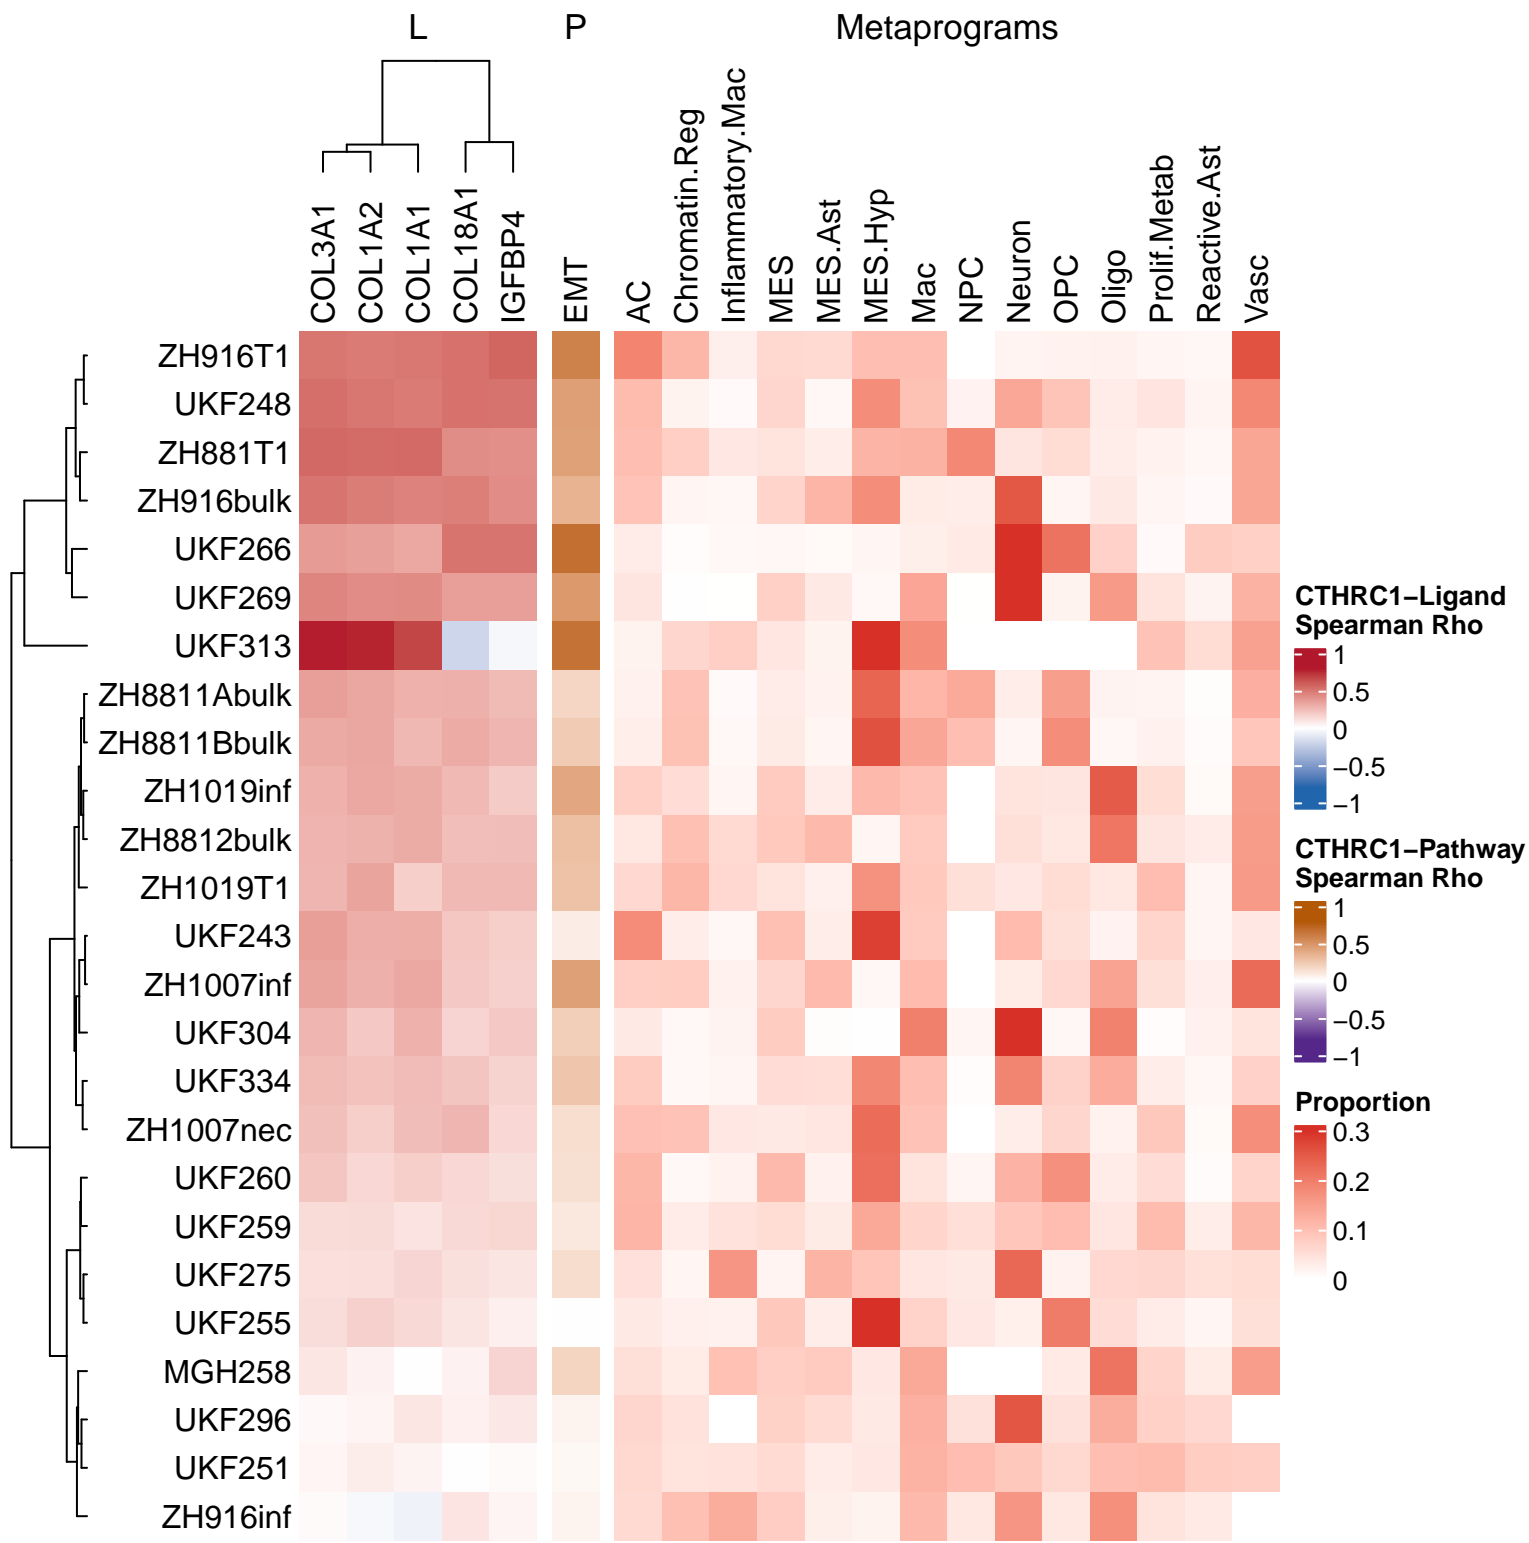 L P Metaprograms
COL3A1 COL1A2 COL1A1 COL18A1 IGFBP4 EMT AC Chromatin.Reg Inflammatory.Mac MES MES.Ast MES.Hyp Mac NPC Neuron OPC Oligo Prolif.Metab Reactive.Ast Vasc
ZH916T1
UKF248
ZH881T1
ZH916bulk
UKF266
UKF269
UKF313
ZH8811Abulk
ZH8811Bbulk
ZH1019inf
ZH8812bulk
ZH1019T1
UKF243
ZH1007inf
UKF304
UKF334
ZH1007nec
UKF260
UKF259
UKF275
UKF255
MGH258
UKF296
UKF251
ZH916inf
CTHRC1−Ligand
Spearman Rho
1
0.5
0
−0.5
−1
CTHRC1−Pathway
Spearman Rho
1
0.5
0
−0.5
−1
Proportion
0.3
0.2
0.1
0